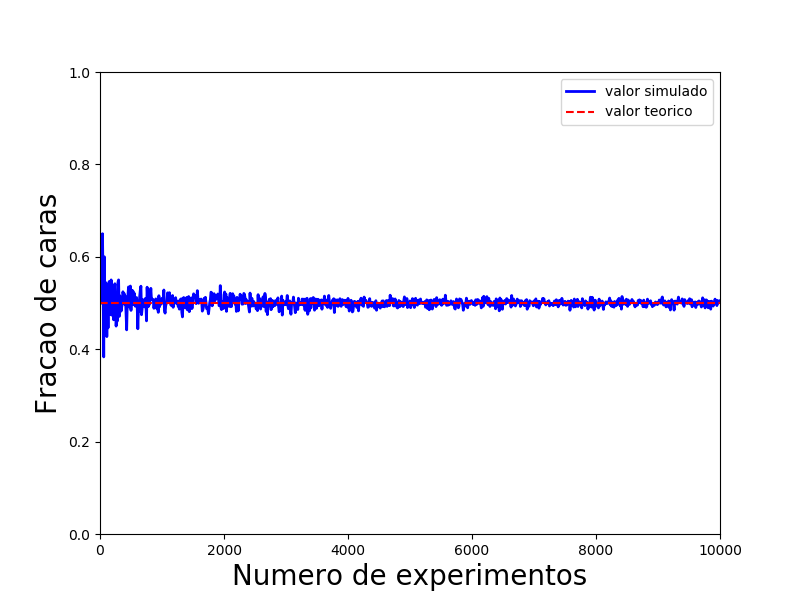 1.0
valor simulado
valor teorico
0.8
0.6
0.4
0.2
0.0
Fracao de caras
0 2000 4000 6000 8000 10000
Numero de experimentos